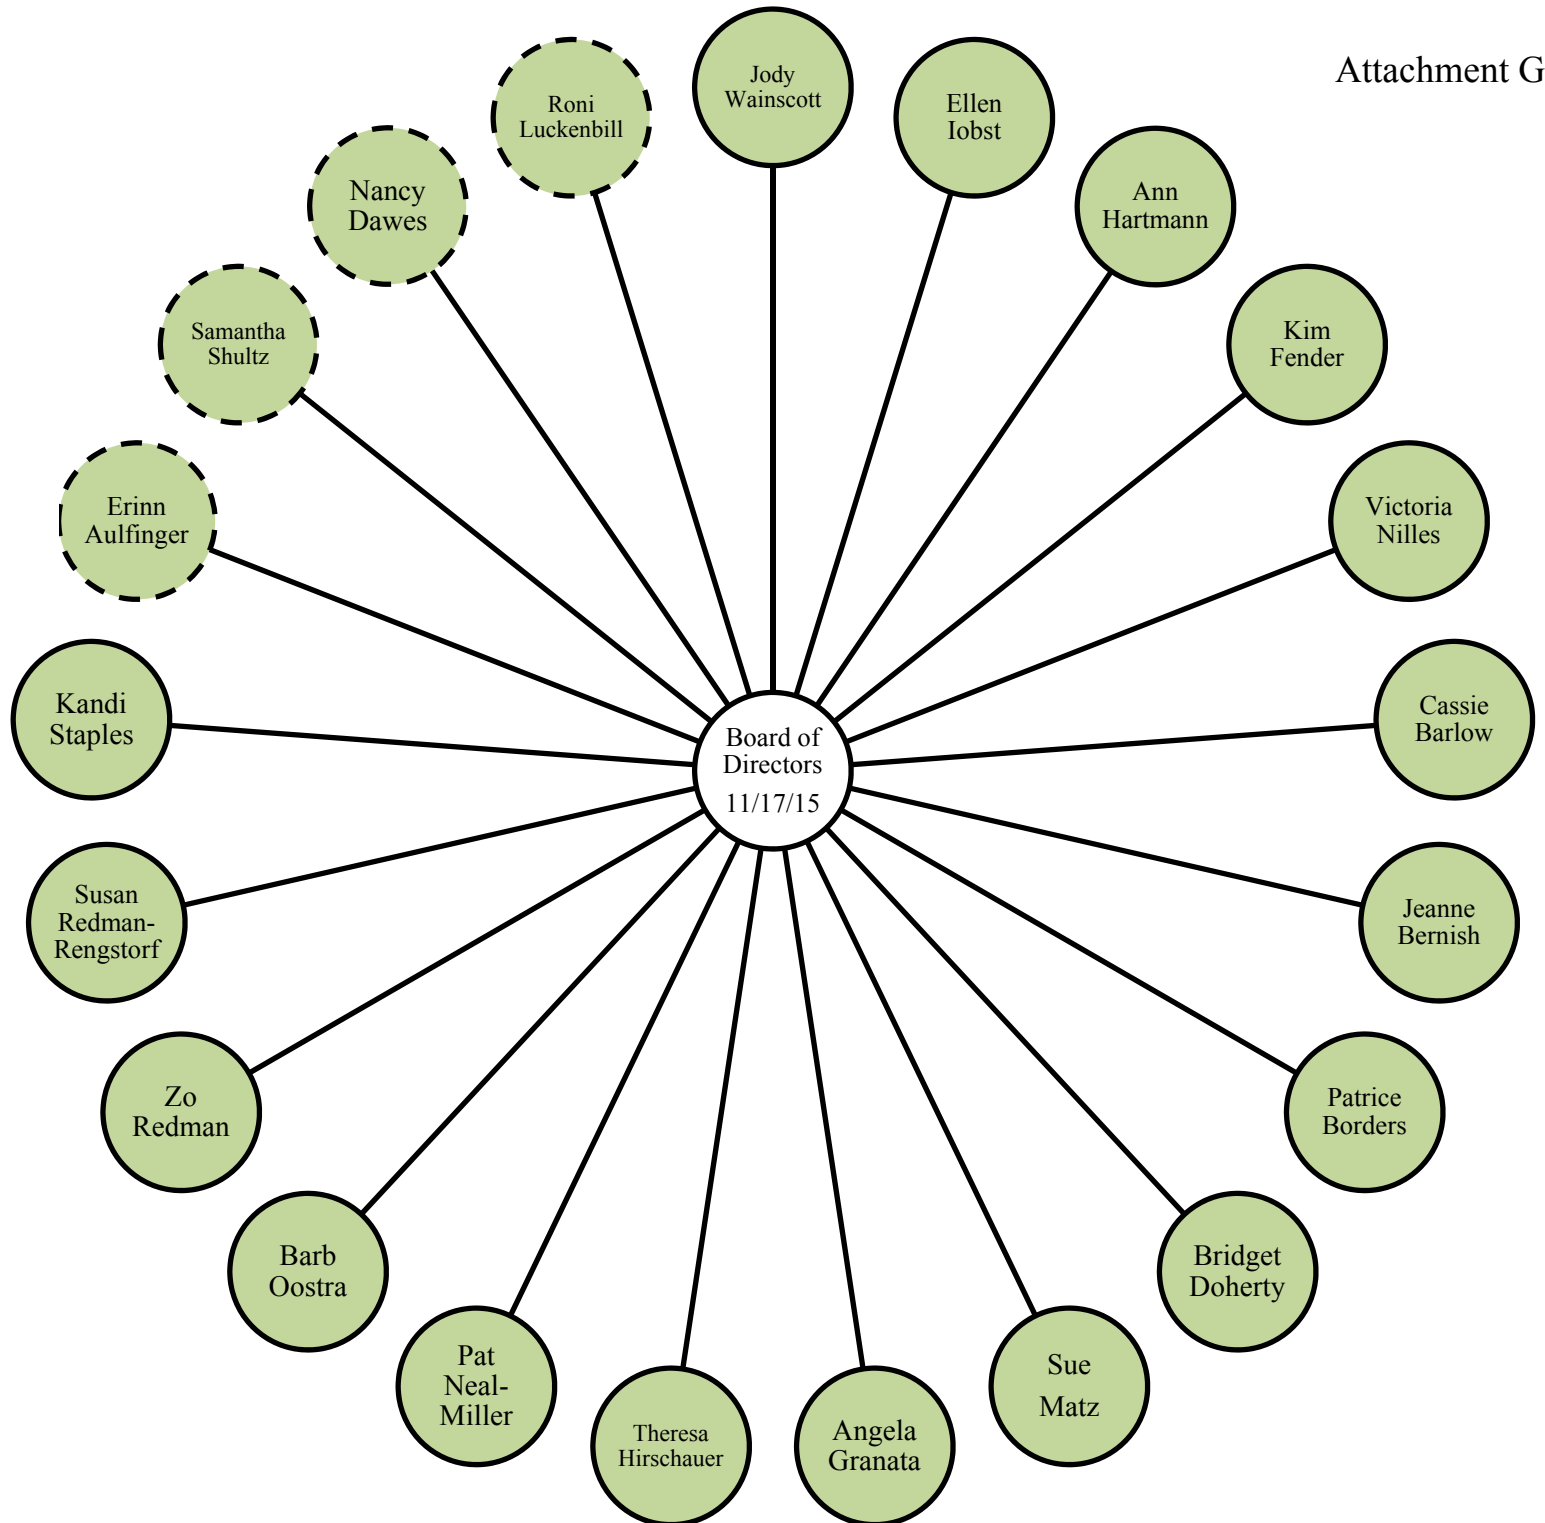 Attachment G
Jody
Wainscott
Ellen
Iobst
Ann
Hartmann
Kim
Fender
Victoria
Nilles
Cassie
Barlow
Jeanne
Bernish
Patrice
Borders
Bridget
Doherty
Sue
Matz
Angela
Granata
Theresa
Hirschauer
Pat
Neal-
Miller
Barb
Oostra
Zo
Redman
Susan
Redman-
Rengstorf
Kandi
Staples
Erinn
Aulfinger
Samantha
Shultz
Nancy
Dawes
Roni
Luckenbill
Board of
Directors
11/17/15